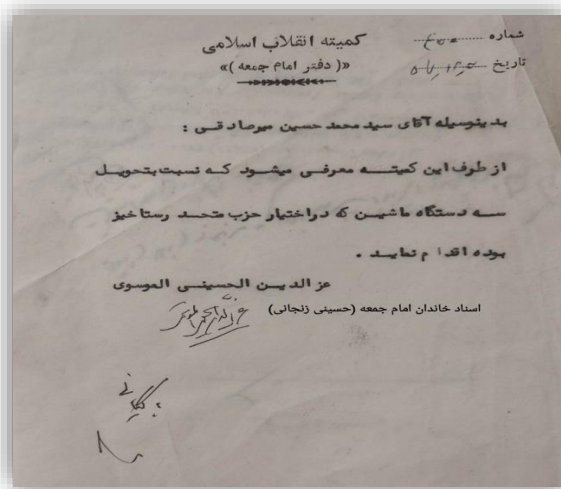 کمیته انقلاب اسلامی
«( دفتر امام جمعه )»
شماره
تاریخ
بدینوسیله آقای سید محمد حسین میرصادقی :
از طرف این کمیته معرفی میشود که نسبت بتحویل
سه دستگاه ماشین که دراختیار حزب متحد رستاخیز
بوده اقدام نماید .
عزالدین الحسینی الموسوی
اسناد خاندان امام جمعه (حسینی زنجانی)